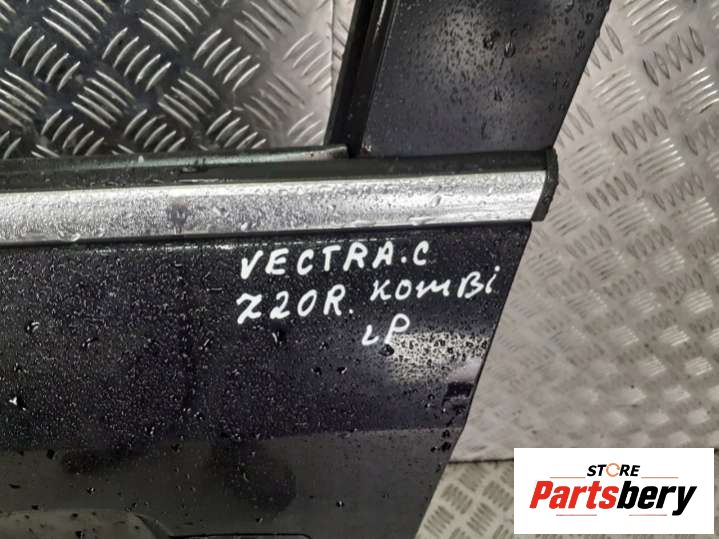 VECTRA.C
Z20R. KOMBi
LP
STORE
Partsbery